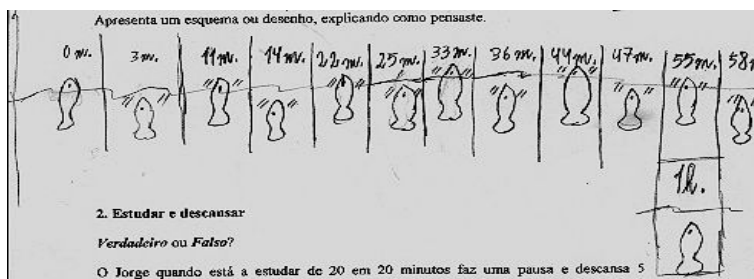 Apresenta um esquema ou desenho, explicando como pensaste.
0 m. 3 m. 11 m. 14 m. 22 m. 25 m. 33 m. 36 m. 44 m. 47 m. 55 m. 58 m
1h.
2. Estudar e descansar
Verdadeiro ou Falso?
O Jorge quando está a estudar de 20 em 20 minutos faz uma pausa e descansa 5